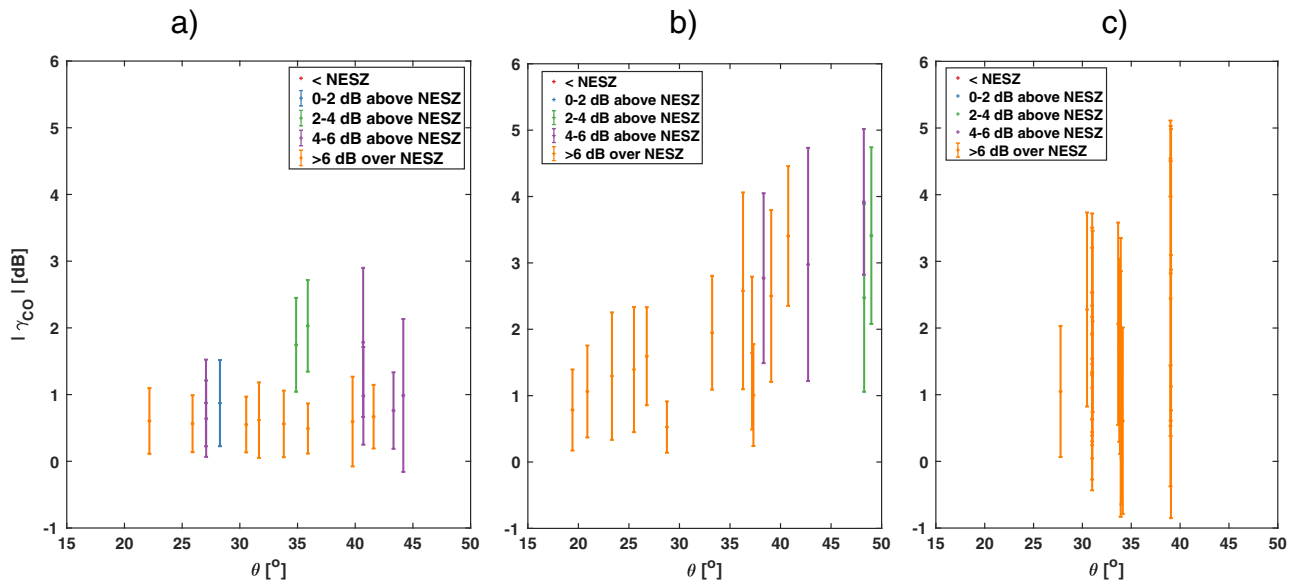 a)
b)
c)
6
5
4
3
2
1
0
-1
| γCO | [dB]
15 20 25 30 35 40 45 50
θ [o]
< NESZ
0-2 dB above NESZ
2-4 dB above NESZ
4-6 dB above NESZ
>6 dB over NESZ
6
5
4
3
2
1
0
-1
15 20 25 30 35 40 45 50
θ [o]
< NESZ
0-2 dB above NESZ
2-4 dB above NESZ
4-6 dB above NESZ
>6 dB over NESZ
6
5
4
3
2
1
0
-1
15 20 25 30 35 40 45 50
θ [o]
< NESZ
0-2 dB above NESZ
2-4 dB above NESZ
4-6 dB above NESZ
>6 dB over NESZ